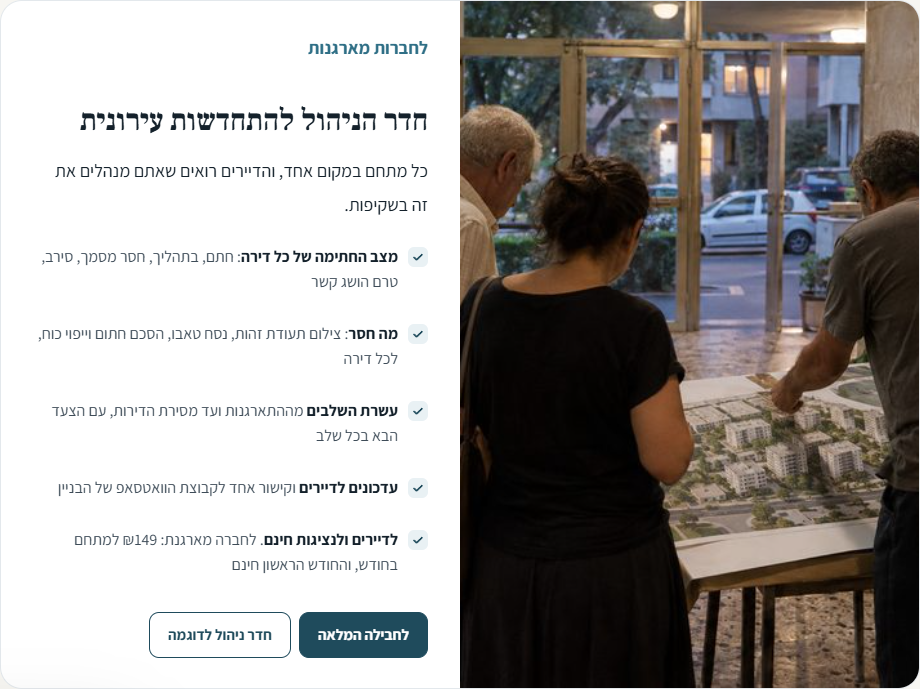 לחברות מארגנות
חדר הניהול להתחדשות עירונית
כל מתחם במקום אחד, והדיירים רואים שאתם מנהלים את
זה בשקיפות.
מצב החתימה של כל דירה: חתם, בתהליך, חסר מסמך, סירב,
טרם הושג קשר
מה חסר: צילום תעודת זהות, נסח טאבו, הסכם חתום וייפוי כוח,
לכל דירה
עשרת השלבים מההתארגנות ועד מסירת הדירות, עם הצעד
הבא בכל שלב
עדכונים לדיירים וקישור אחד לקבוצת הוואטסאפ של הבניין
לדיירים ולנציגות חינם. לחברה מארגנת: ₪149 למתחם
בחודש, והחודש הראשון חינם
לחבילה המלאה
חדר ניהול לדוגמה